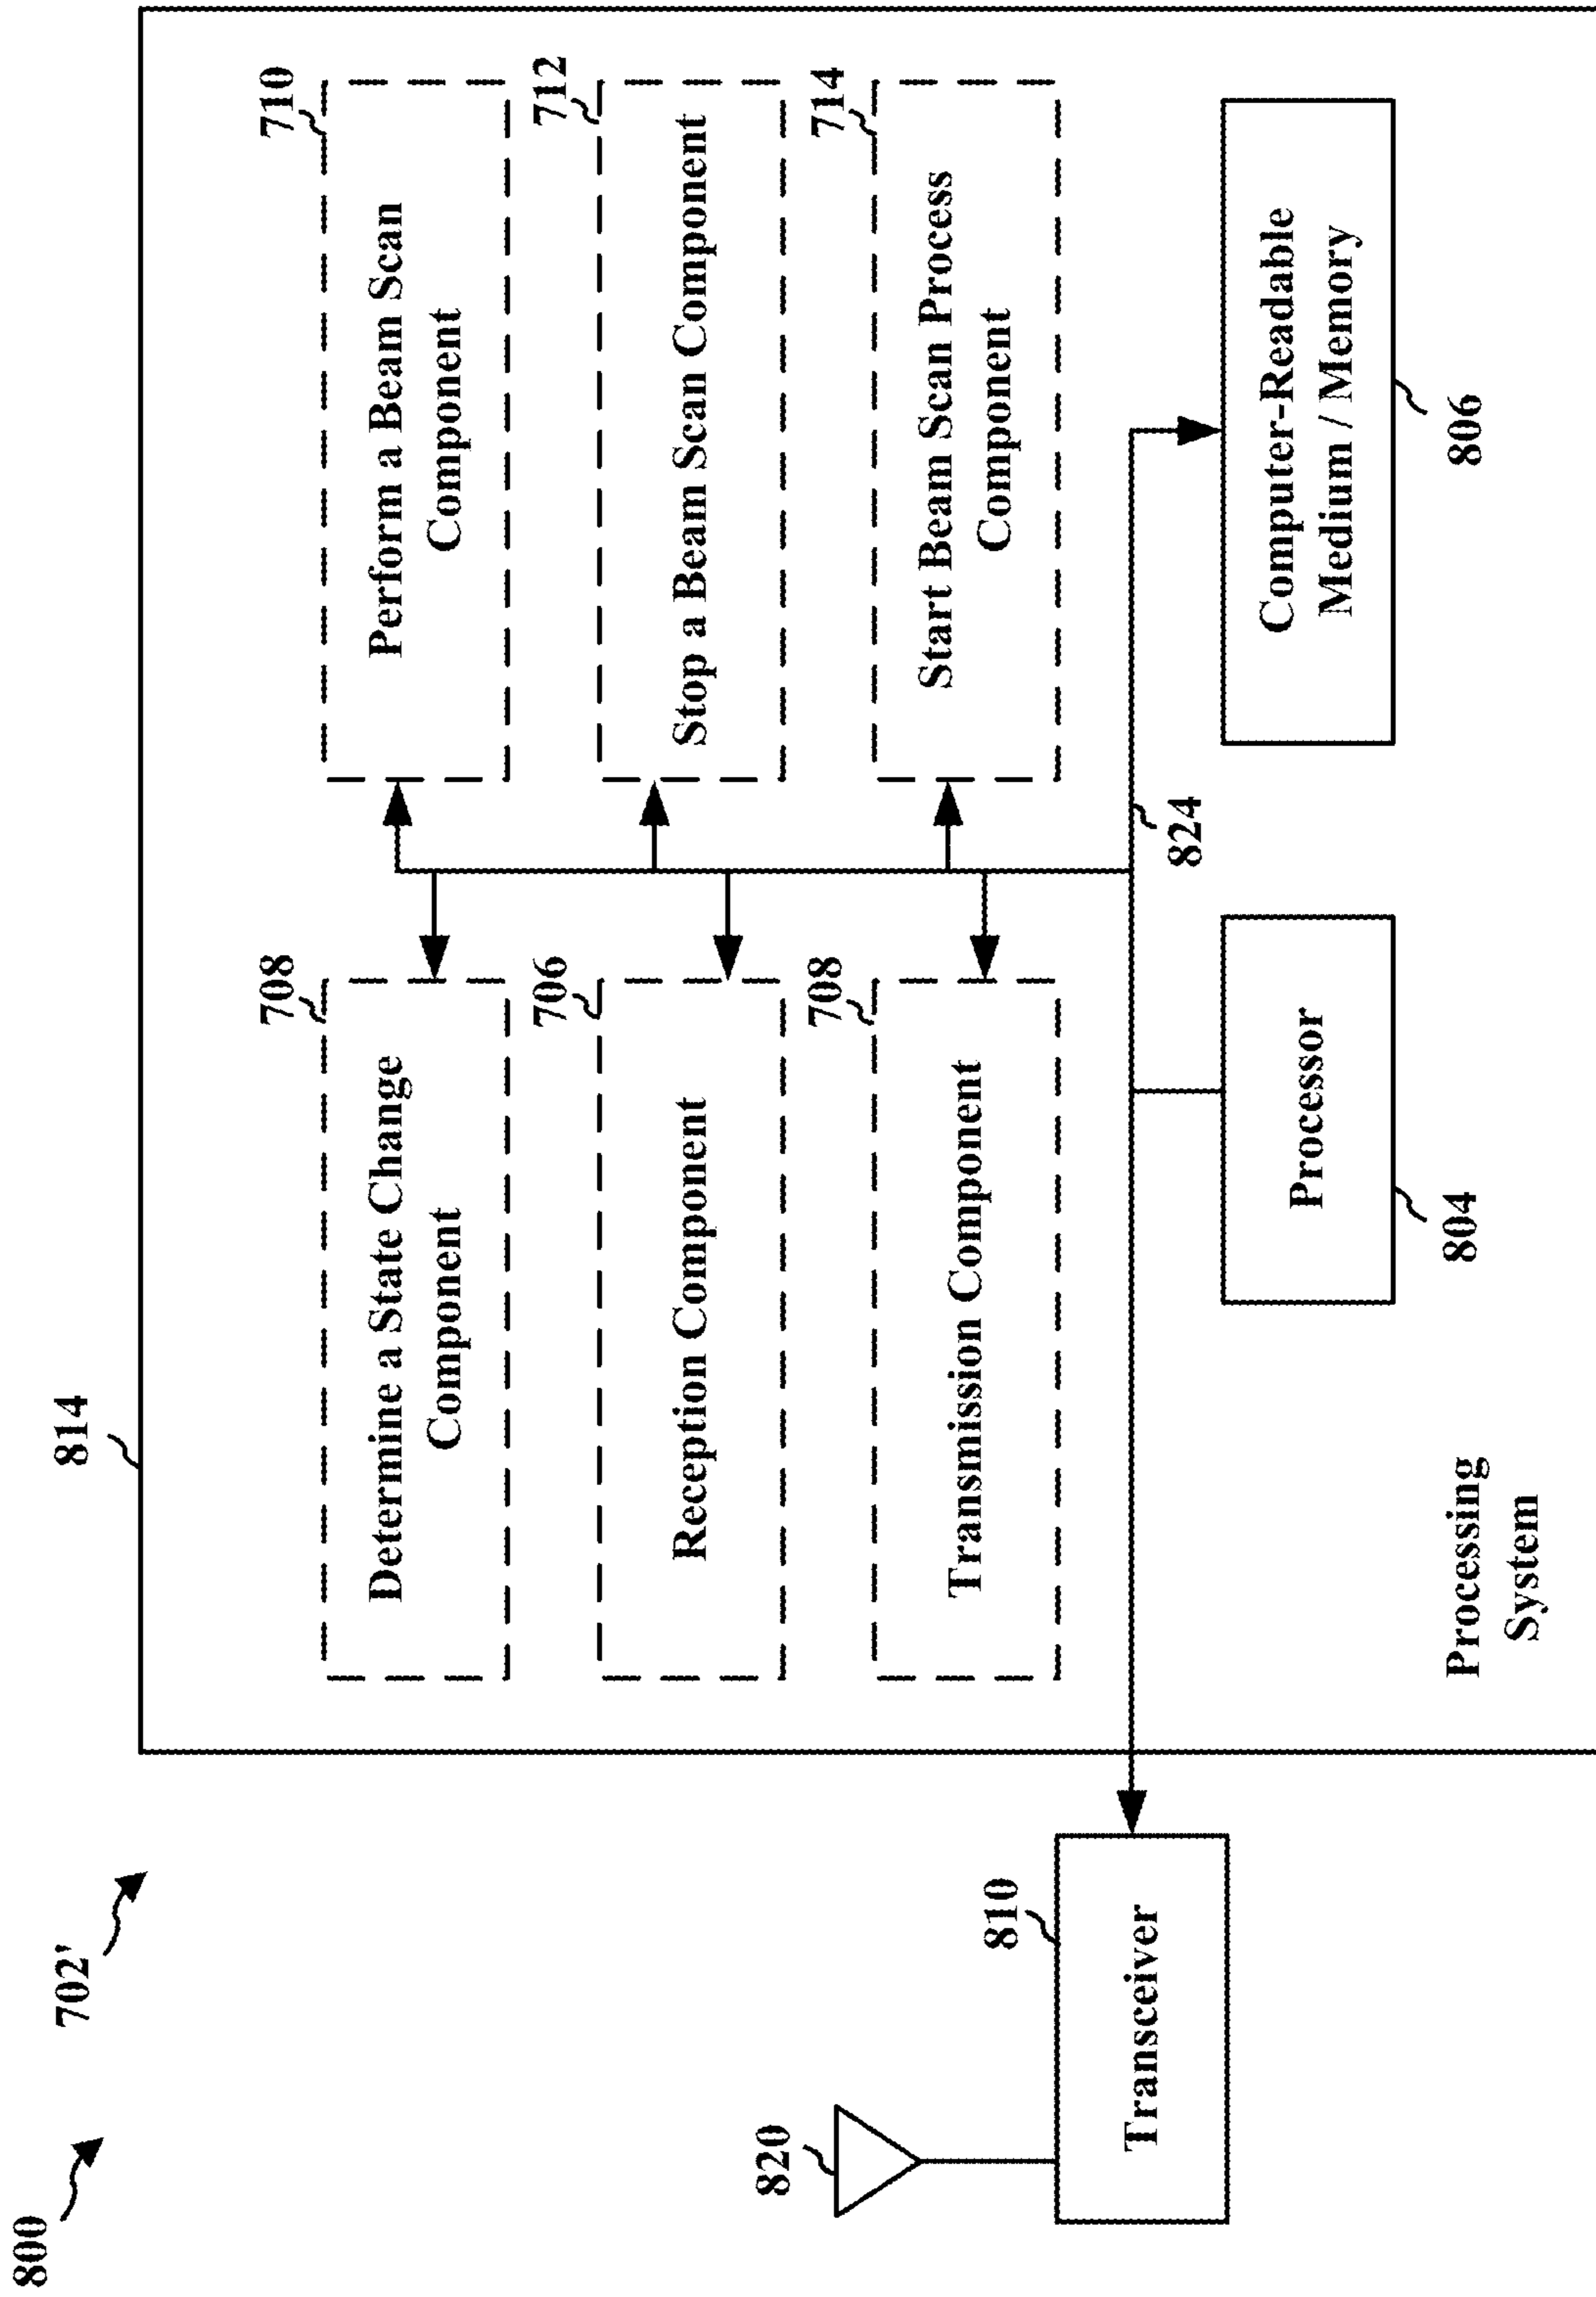 800
702'
814
708
Determine a State Change
Component
710
Perform a Beam Scan
Component
706
Reception Component
712
Stop a Beam Scan Component
708
Transmission Component
714
Start Beam Scan Process
Component
820
810
Transceiver
824
Processor
804
Computer-Readable
Medium / Memory
806
Processing
System